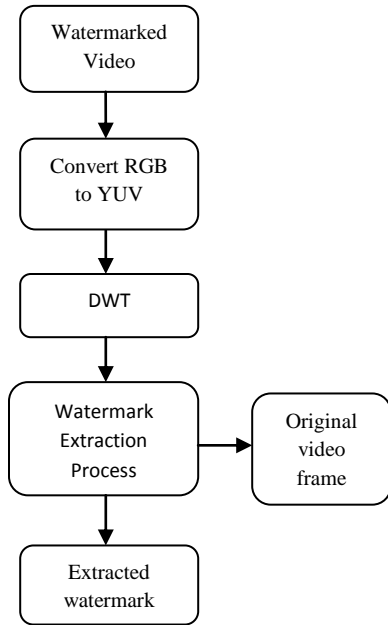 Watermarked
Video
Convert RGB
to YUV
DWT
Watermark
Extraction
Process
Original
video
frame
Extracted
watermark